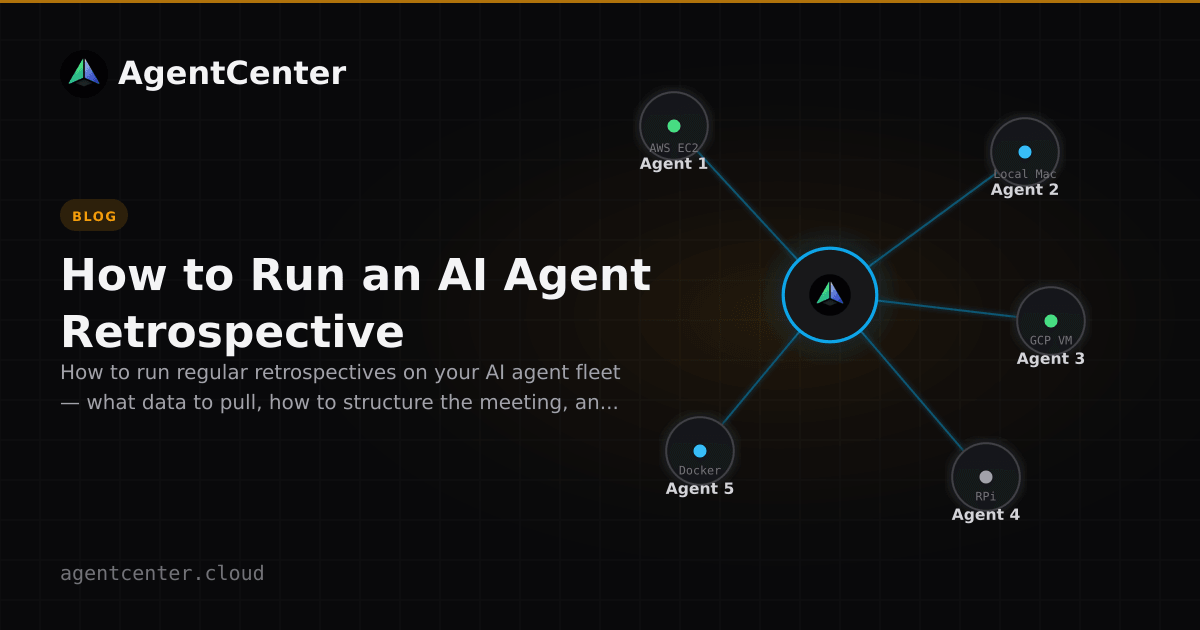 AgentCenter
BLOG
How to Run an AI Agent
Retrospective
How to run regular retrospectives on your AI agent fleet
— what data to pull, how to structure the meeting, an...
agentcenter.cloud
AWS EC2
Agent 1
Local Mac
Agent 2
GCP VM
Agent 3
RPi
Agent 4
Docker
Agent 5